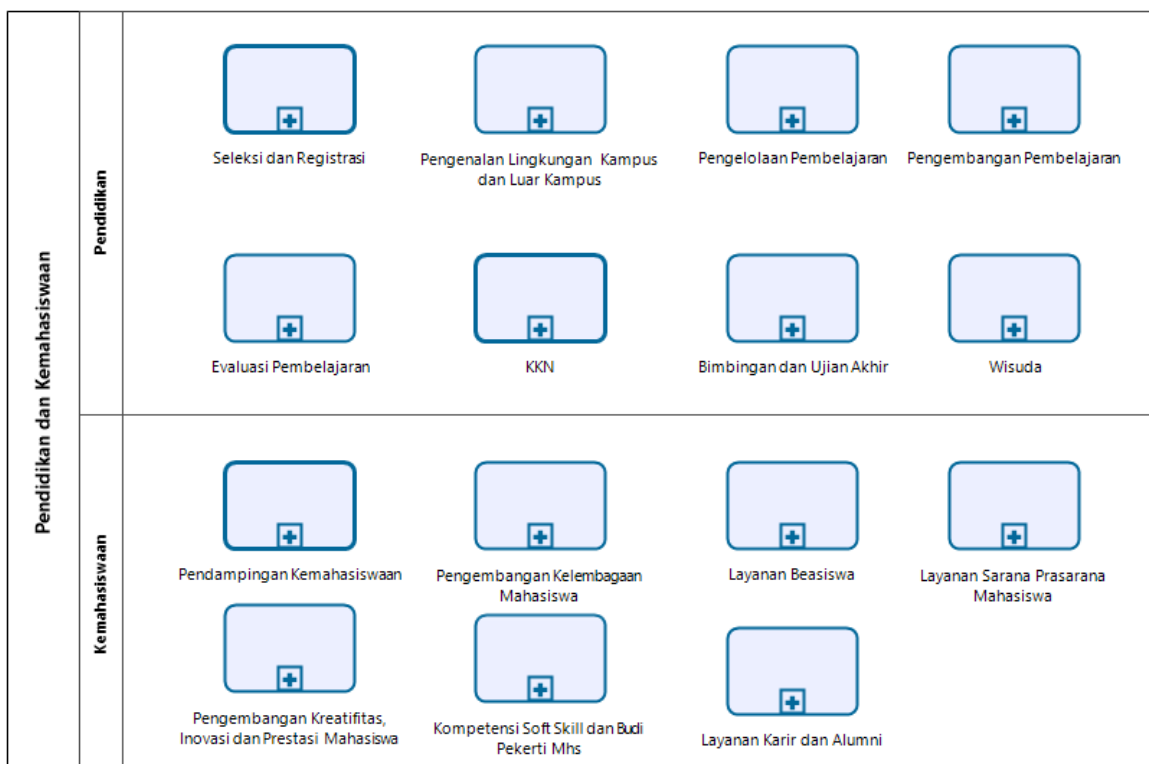 Pendidikan dan Kemahasiswaan
Pendidikan
Seleksi dan Registrasi
Pengenalan Lingkungan Kampus
dan Luar Kampus
Pengelolaan Pembelajaran
Pengembangan Pembelajaran
Evaluasi Pembelajaran
KKN
Bimbingan dan Ujian Akhir
Wisuda
Kemahasiswaan
Pendampingan Kemahasiswaan
Pengembangan Kelembagaan
Mahasiswa
Layanan Beasiswa
Layanan Sarana Prasarana
Mahasiswa
Pengembangan Kreatifitas,
Inovasi dan Prestasi Mahasiswa
Kompetensi Soft Skill dan Budi
Pekerti Mhs
Layanan Karir dan Alumni